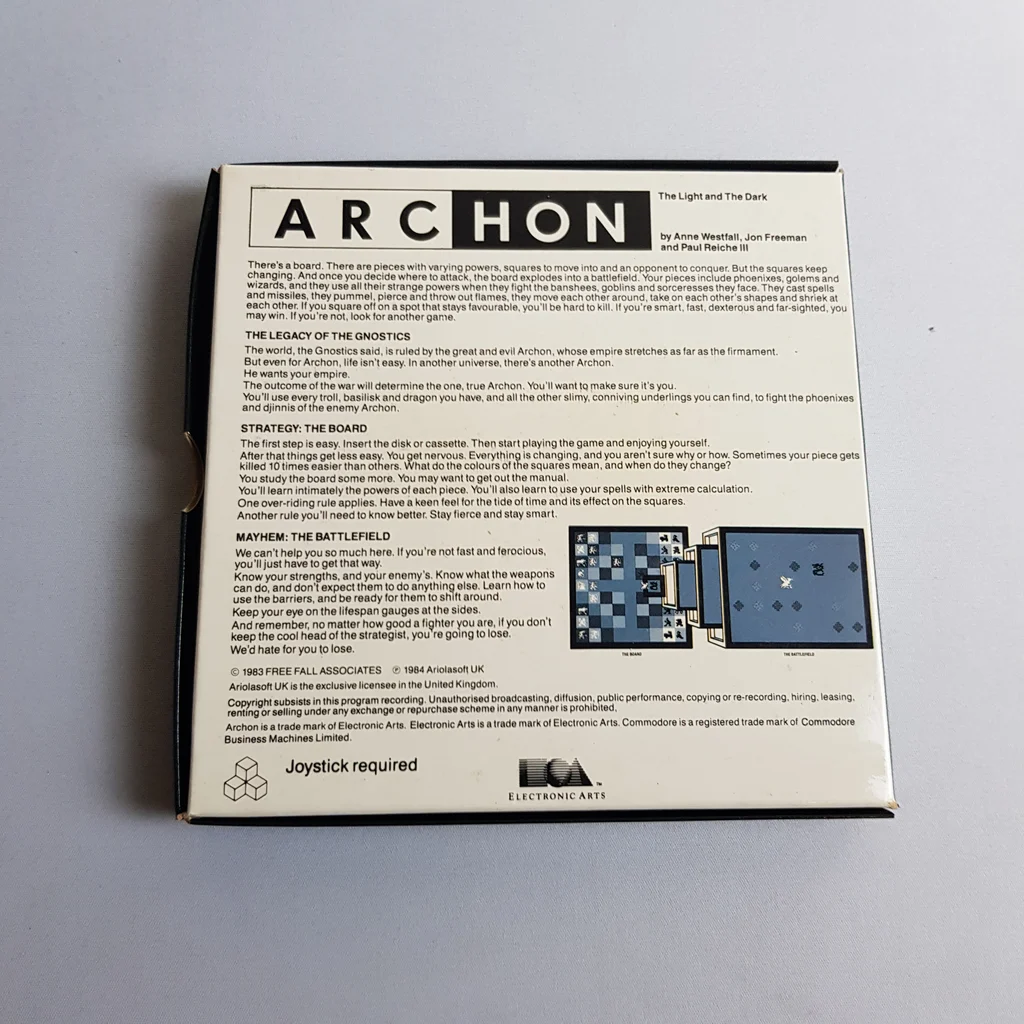 ARCHON
The Light and The Dark
by Anne Westfall, Jon Freeman
and Paul Reiche III
There's a board. There are pieces with varying powers, squares to move into and an opponent to conquer. But the squares keep
changing. And once you decide where to attack, the board explodes into a battlefield. Your pieces include phoenixes, golems and
wizards, and they use all their strange powers when they fight the banshees, goblins and sorceresses they face. They cast spells
and missiles, they pummel, pierce and throw out flames, they move each other around, take on each other's shapes and shriek at
each other. If you square off on a spot that stays favourable, you'll be hard to kill. If you're smart, fast, dexterous and far-sighted, you
may win. If you're not, look for another game.
THE LEGACY OF THE GNOSTICS
The world, the Gnostics said, is ruled by the great and evil Archon, whose empire stretches as far as the firmament.
But even for Archon, life isn't easy. In another universe, there's another Archon.
He wants your empire.
The outcome of the war will determine the one, true Archon. You'll want to make sure it's you.
You'll use every troll, basilisk and dragon you have, and all the other slimy, conniving underlings you can find, to fight the phoenixes
and djinnis of the enemy Archon.
STRATEGY: THE BOARD
The first step is easy. Insert the disk or cassette. Then start playing the game and enjoying yourself.
After that things get less easy. You get nervous. Everything is changing, and you aren't sure why or how. Sometimes your piece gets
killed 10 times easier than others. What do the colours of the squares mean, and when do they change?
You study the board some more. You may want to get out the manual.
You'll learn intimately the powers of each piece. You'll also learn to use your spells with extreme calculation.
One over-riding rule applies. Have a keen feel for the tide of time and its effect on the squares.
Another rule you'll need to know better. Stay fierce and stay smart.
MAYHEM: THE BATTLEFIELD
We can't help you so much here. If you're not fast and ferocious,
you'll just have to get that way.
Know your strengths, and your enemy's. Know what the weapons
can do, and don't expect them to do anything else. Learn how to
use the barriers, and be ready for them to shift around.
Keep your eye on the lifespan gauges at the sides.
And remember, no matter how good a fighter you are, if you don't
keep the cool head of the strategist, you're going to lose.
We'd hate for you to lose.
THE BOARD
THE BATTLEFIELD
© 1983 FREE FALL ASSOCIATES ℗ 1984 Ariolasoft UK
Ariolasoft UK is the exclusive licensee in the United Kingdom.
Copyright subsists in this program recording. Unauthorised broadcasting, diffusion, public performance, copying or re-recording, hiring, leasing,
renting or selling under any exchange or repurchase scheme in any manner is prohibited.
Archon is a trade mark of Electronic Arts. Electronic Arts is a trade mark of Electronic Arts. Commodore is a registered trade mark of Commodore
Business Machines Limited.
Joystick required
EOA ™
ELECTRONIC ARTS